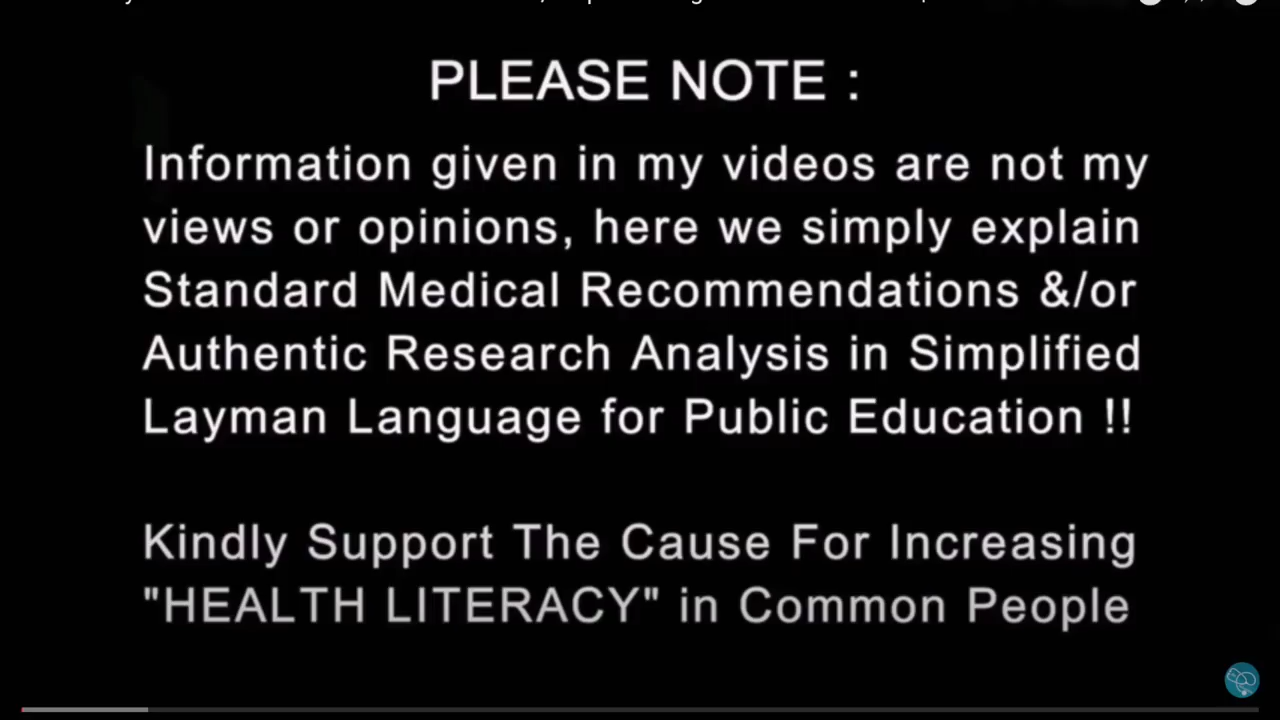 PLEASE NOTE :
Information given in my videos are not my
views or opinions, here we simply explain
Standard Medical Recommendations &/or
Authentic Research Analysis in Simplified
Layman Language for Public Education !!
Kindly Support The Cause For Increasing
"HEALTH LITERACY" in Common People